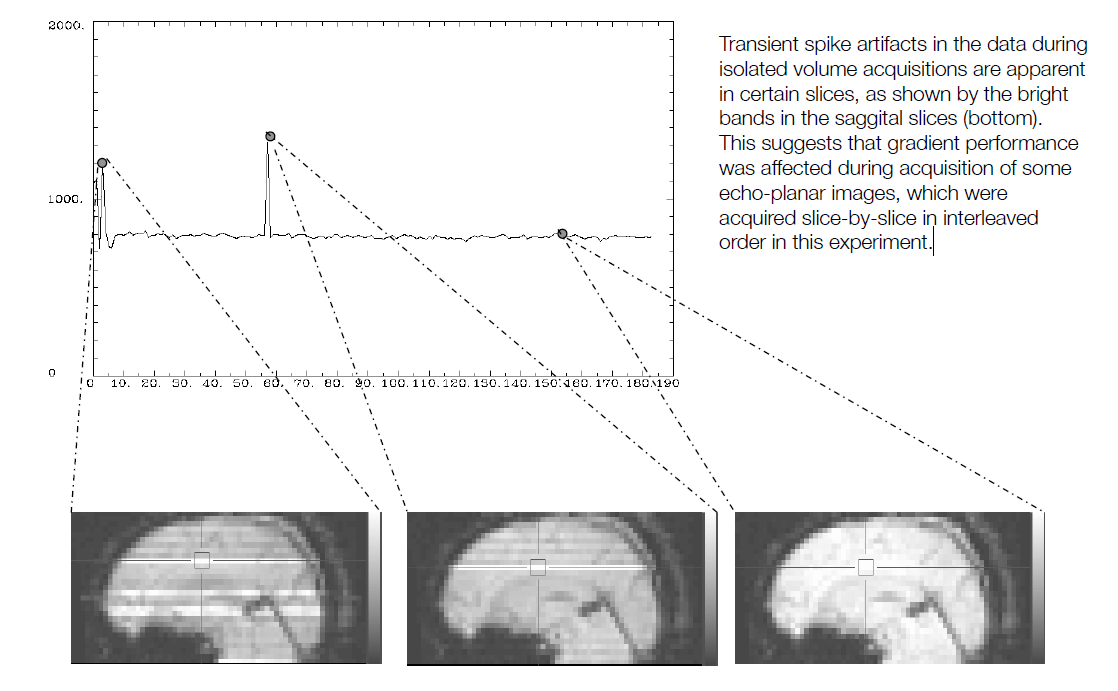 2000.
Transient spike artifacts in the data during
isolated volume acquisitions are apparent
in certain slices, as shown by the bright
bands in the saggital slices (bottom).
This suggests that gradient performance
was affected during acquisition of some
echo-planar images, which were
acquired slice-by-slice in interleaved
order in this experiment.
1000.
0
0 10. 20. 30. 40. 50. 60. 70. 80. 90. 100. 110. 120. 130. 140. 150. 160. 170. 180. 190